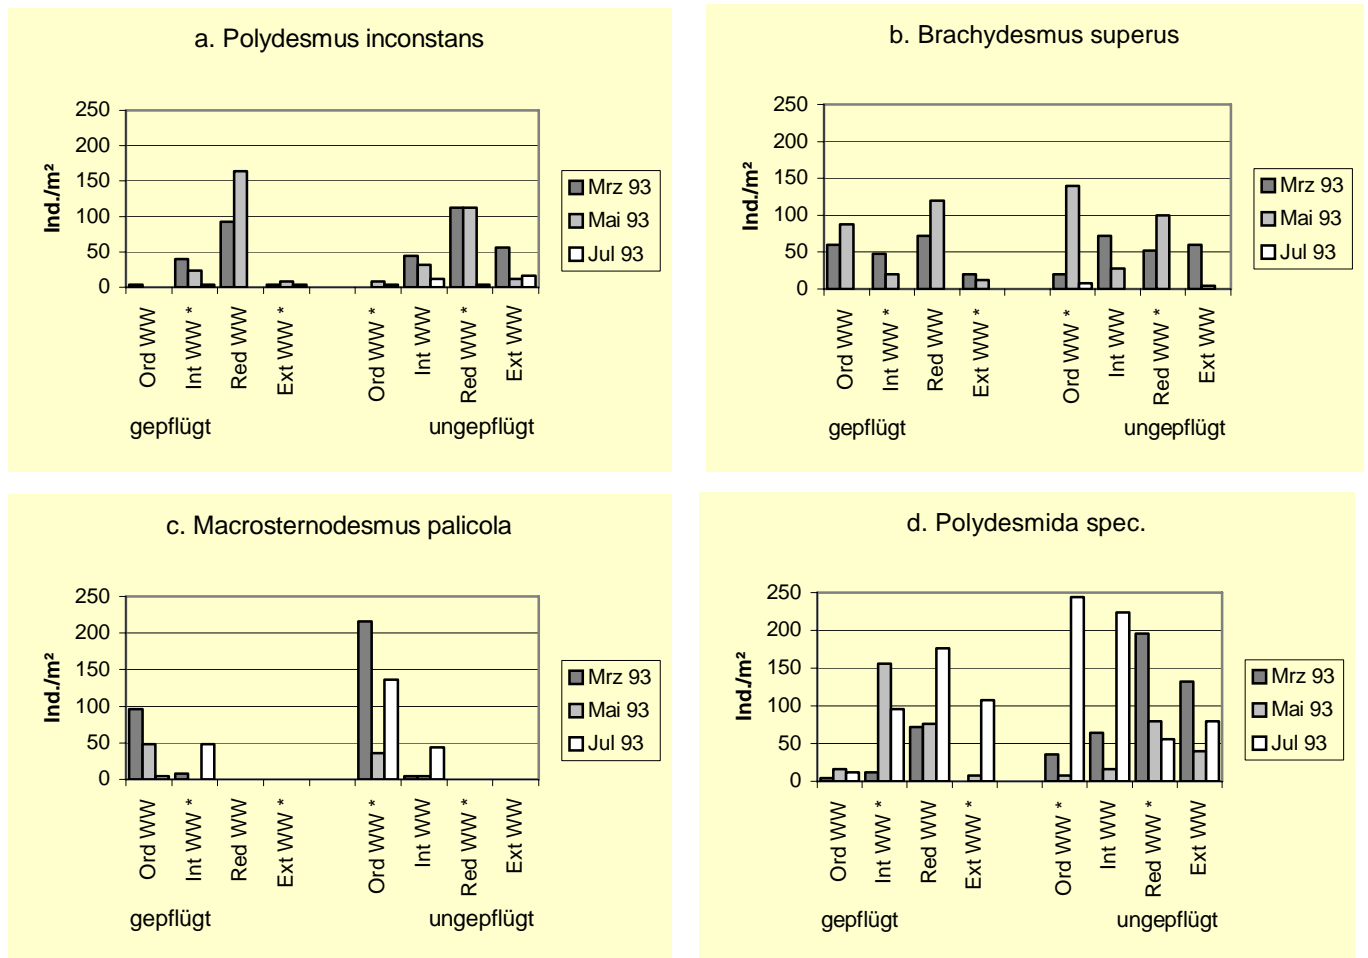 a. Polydesmus inconstans
Ind./m²
250
200
150
100
50
0
Ord WW
Int WW *
Red WW
Ext WW *
Ord WW *
Int WW
Red WW *
Ext WW
gepflügt
ungepflügt
Mrz 93
Mai 93
Jul 93
b. Brachydesmus superus
Ind./m²
250
200
150
100
50
0
Ord WW
Int WW *
Red WW
Ext WW *
Ord WW *
Int WW
Red WW *
Ext WW
gepflügt
ungepflügt
Mrz 93
Mai 93
Jul 93
c. Macrosternodesmus palicola
Ind./m²
250
200
150
100
50
0
Ord WW
Int WW *
Red WW
Ext WW *
Ord WW *
Int WW
Red WW *
Ext WW
gepflügt
ungepflügt
Mrz 93
Mai 93
Jul 93
d. Polydesmida spec.
Ind./m²
250
200
150
100
50
0
Ord WW
Int WW *
Red WW
Ext WW *
Ord WW *
Int WW
Red WW *
Ext WW
gepflügt
ungepflügt
Mrz 93
Mai 93
Jul 93